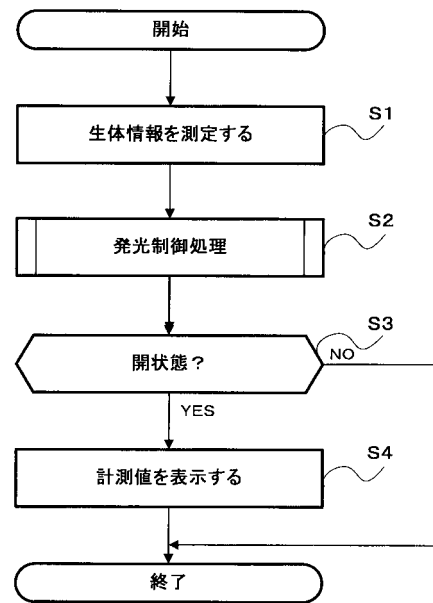 開始
生体情報を測定する
S1
発光制御処理
S2
開状態？
S3
NO
YES
計測値を表示する
S4
終了